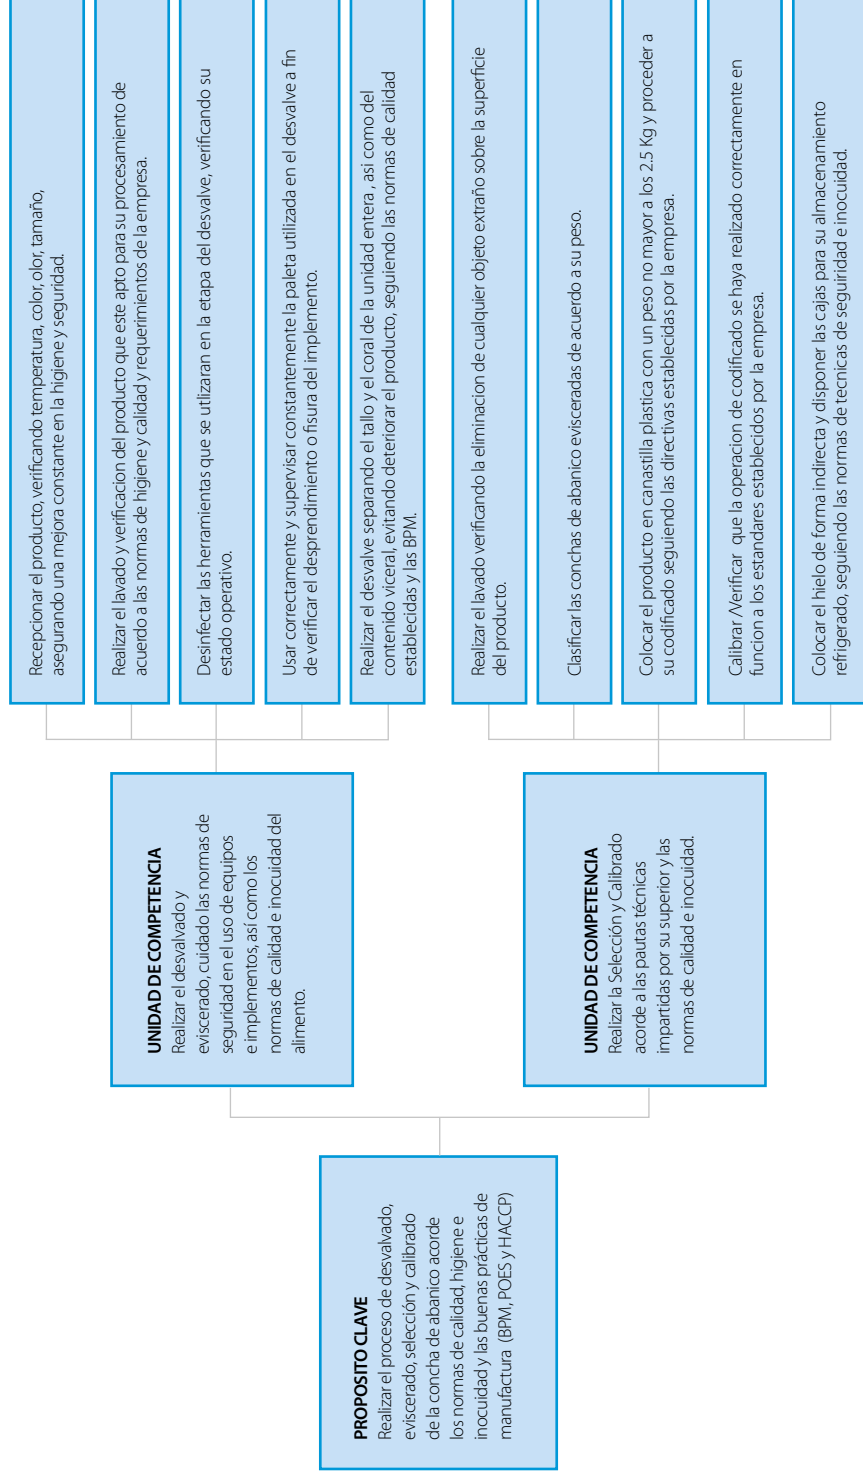 PROPOSITO CLAVE
Realizar el proceso de desvalvado,
eviscerado, selección y calibrado
de la concha de abanico acorde
los normas de calidad, higiene e
inocuidad y las buenas prácticas de
manufactura (BPM, POES y HACCP)
UNIDAD DE COMPETENCIA
Realizar el desvalvado y
eviscerado, cuidado las normas de
seguridad en el uso de equipos
e implementos, así como los
normas de calidad e inocuidad del
alimento.
Recepcionar el producto, verificando temperatura, color, olor, tamaño,
asegurando una mejora constante en la higiene y seguridad.
Realizar el lavado y verificacion del producto que este apto para su procesamiento de
acuerdo a las normas de higiene y calidad y requerimientos de la empresa.
Desinfectar las herramientas que se utilizaran en la etapa del desvalve, verificando su
estado operativo.
Usar correctamente y supervisar constantemente la paleta utilizada en el desvalve a fin
de verificar el desprendimiento o fisura del implemento.
Realizar el desvalve separando el tallo y el coral de la unidad entera , asi como del
contenido viceral, evitando deteriorar el producto, seguiendo las normas de calidad
establecidas y las BPM.
UNIDAD DE COMPETENCIA
Realizar la Selección y Calibrado
acorde a las pautas técnicas
impartidas por su superior y las
normas de calidad e inocuidad.
Realizar el lavado verificando la eliminacion de cualquier objeto extraño sobre la superficie
del producto.
Clasificar las conchas de abanico evisceradas de acuerdo a su peso.
Colocar el producto en canastilla plastica con un peso no mayor a los 2.5 Kg y proceder a
su codificado seguiendo las directivas establecidas por la empresa.
Calibrar /Verificar que la operacion de codificado se haya realizado correctamente en
funcion a los estandares establecidos por la empresa.
Colocar el hielo de forma indirecta y disponer las cajas para su almacenamiento
refrigerado, seguiendo las normas de tecnicas de seguiridad e inocuidad.